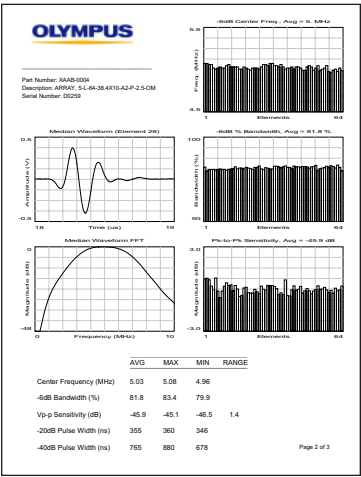 OLYMPUS
Part Number: XAAB-0004
Description: ARRAY, 5-L-64-38.4X10-A2-P-2.5-OM
Serial Number: D0259
-6dB Center Freq., Avg = 5. MHz
5.8
Freq. (MHz)
4.5
1 Elements 64
Median Waveform (Element 28)
0.5
Amplitude (V)
-0.5
18 Time (us) 19
-6dB % Bandwidth, Avg = 81.8 %
100
Bandwidth (%)
50
1 Elements 64
Median Waveform FFT
0
Magnitude (dB)
-48
0 Frequency (MHz) 10
Pk-to-Pk Sensitivity, Avg = -45.9 dB
3.0
Magnitude (dB)
-3.0
1 Elements 64
AVG MAX MIN RANGE
Center Frequency (MHz) 5.03 5.08 4.96
-6dB Bandwidth (%) 81.8 83.4 79.9
Vp-p Sensitivity (dB) -45.9 -45.1 -46.5 1.4
-20dB Pulse Width (ns) 355 360 346
-40dB Pulse Width (ns) 765 880 678
Page 2 of 3